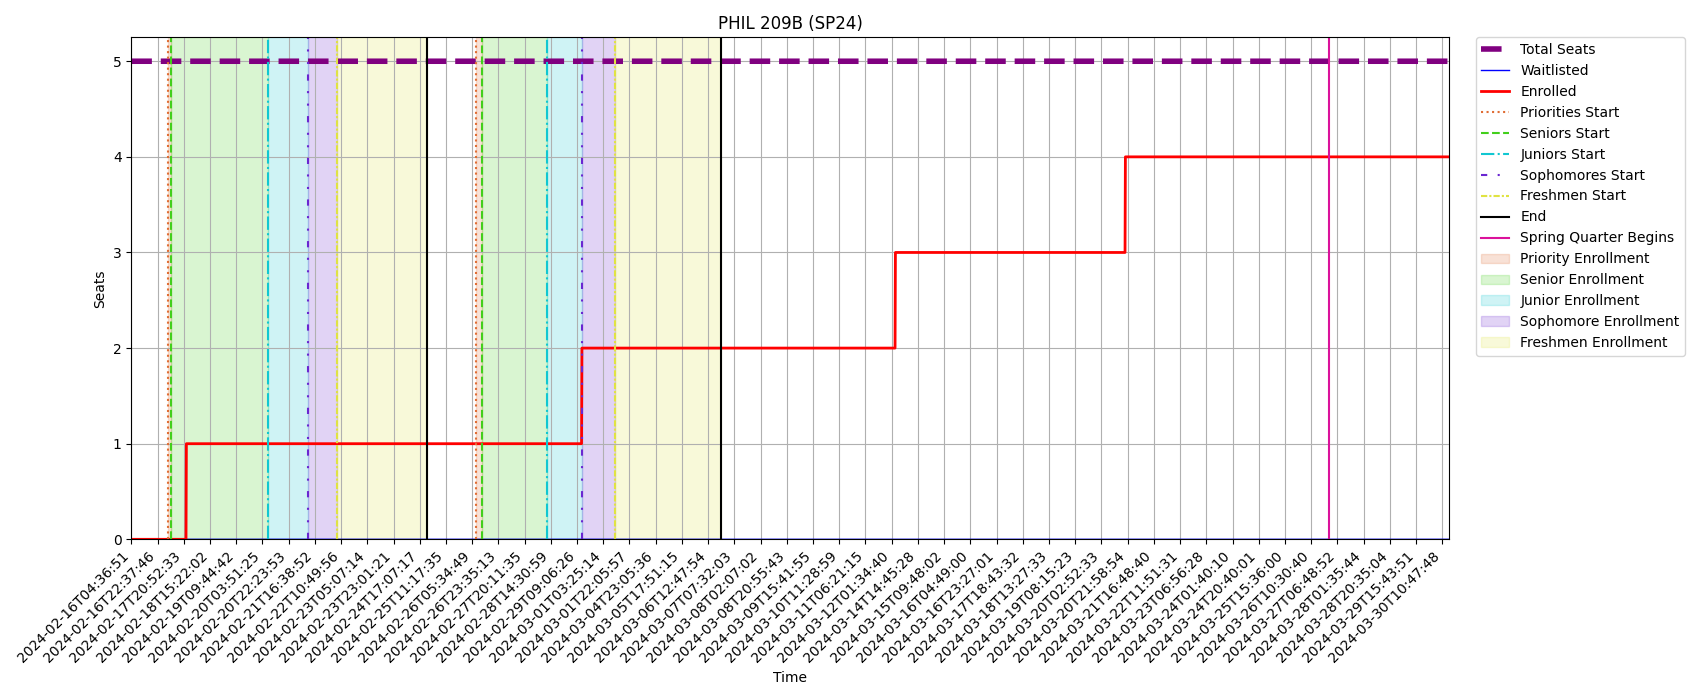 PHIL 209B (SP24)
Seats
5
4
3
2
1
0
2024-02-16T04:36:51
2024-02-16T22:37:46
2024-02-17T20:52:33
2024-02-18T15:22:02
2024-02-19T09:44:42
2024-02-20T03:51:25
2024-02-20T22:23:53
2024-02-21T16:38:52
2024-02-22T10:49:56
2024-02-23T05:07:14
2024-02-23T23:01:21
2024-02-24T17:07:17
2024-02-25T11:17:35
2024-02-26T05:34:49
2024-02-26T23:35:13
2024-02-27T20:11:35
2024-02-28T14:30:59
2024-02-29T09:06:26
2024-03-01T03:25:14
2024-03-01T22:05:57
2024-03-04T23:05:36
2024-03-05T17:51:15
2024-03-06T12:47:54
2024-03-07T07:32:03
2024-03-08T02:07:02
2024-03-08T20:55:43
2024-03-09T15:41:55
2024-03-10T11:28:59
2024-03-11T06:21:15
2024-03-12T01:34:40
2024-03-14T14:45:28
2024-03-15T09:48:02
2024-03-16T04:49:00
2024-03-16T23:27:01
2024-03-17T18:43:32
2024-03-18T13:27:33
2024-03-19T08:15:23
2024-03-20T02:52:33
2024-03-20T21:58:54
2024-03-21T16:48:40
2024-03-22T11:51:31
2024-03-23T06:56:28
2024-03-24T01:40:10
2024-03-24T20:40:01
2024-03-25T15:36:00
2024-03-26T10:30:40
2024-03-27T06:48:52
2024-03-28T01:35:44
2024-03-28T20:35:04
2024-03-29T15:43:51
2024-03-30T10:47:48
Time
Total Seats
Waitlisted
Enrolled
Priorities Start
Seniors Start
Juniors Start
Sophomores Start
Freshmen Start
End
Spring Quarter Begins
Priority Enrollment
Senior Enrollment
Junior Enrollment
Sophomore Enrollment
Freshmen Enrollment